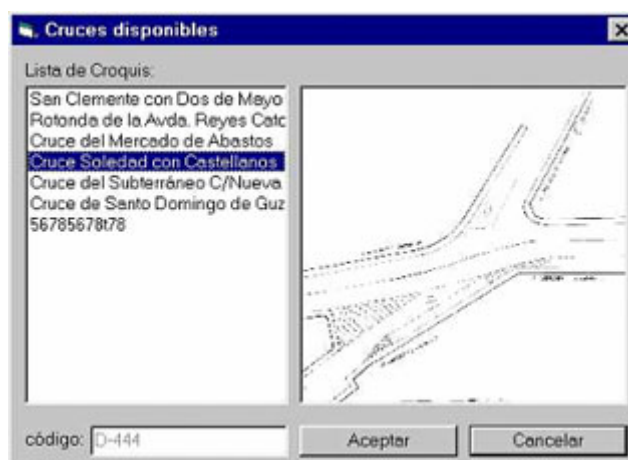 Cruces disponibles
Lista de Croquis:
San Clemente con Dos de Mayo
Rotonda de la Avda. Reyes Catc
Cruce del Mercado de Abastos
Cruce Soledad con Castellanos
Cruce del Subterráneo C/Nueva
Cruce de Santo Domingo de Guz
56785678t78
código: D-444
Aceptar
Cancelar